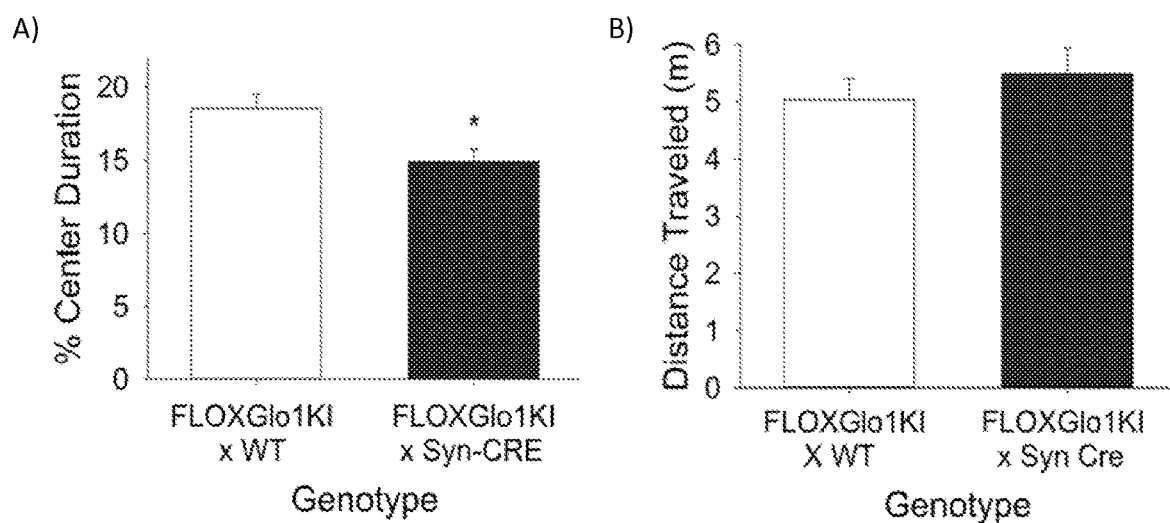 A)
% Center Duration
20
15
10
5
0
*
FLOXGlo1KI
x WT
FLOXGlo1KI
x Syn-CRE
Genotype
B)
Distance Traveled (m)
6
5
4
3
2
1
0
FLOXGlo1KI
X WT
FLOXGlo1KI
x Syn Cre
Genotype